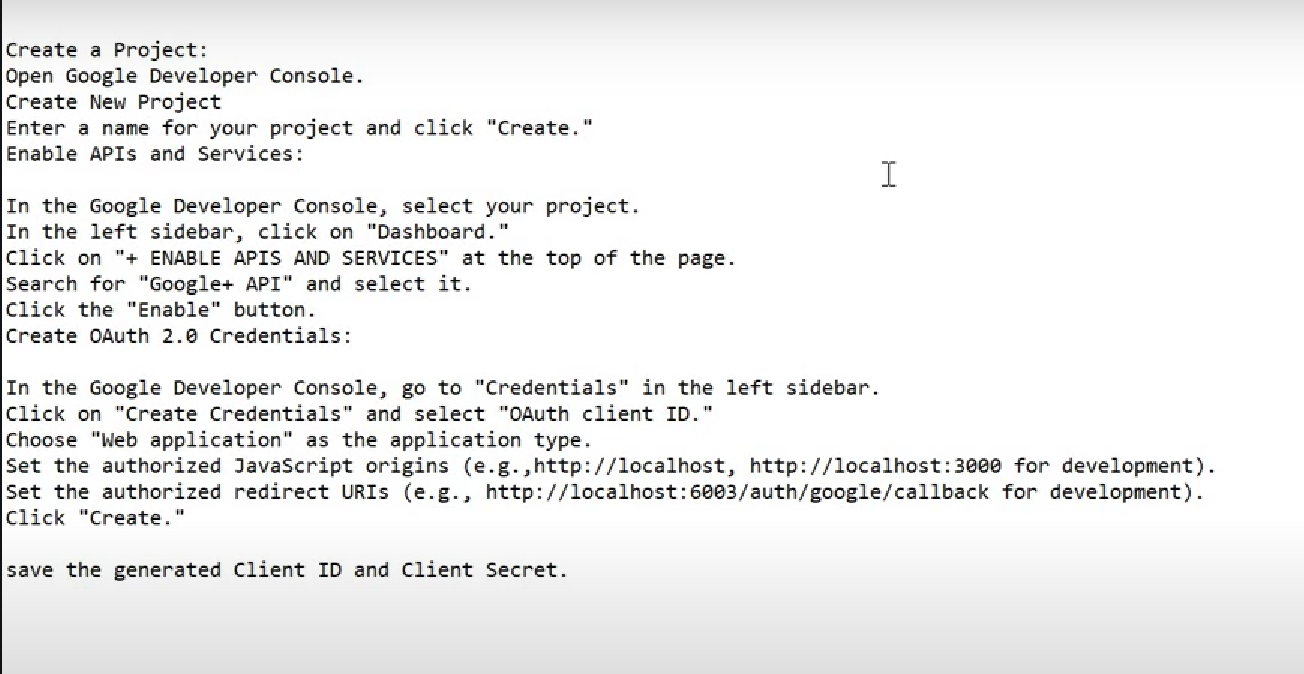 Create a Project:
Open Google Developer Console.
Create New Project
Enter a name for your project and click "Create."
Enable APIs and Services:
In the Google Developer Console, select your project.
In the left sidebar, click on "Dashboard."
Click on "+ ENABLE APIS AND SERVICES" at the top of the page.
Search for "Google+ API" and select it.
Click the "Enable" button.
Create OAuth 2.0 Credentials:
In the Google Developer Console, go to "Credentials" in the left sidebar.
Click on "Create Credentials" and select "OAuth client ID."
Choose "Web application" as the application type.
Set the authorized JavaScript origins (e.g.,http://localhost, http://localhost:3000 for development).
Set the authorized redirect URIs (e.g., http://localhost:6003/auth/google/callback for development).
Click "Create."
save the generated Client ID and Client Secret.